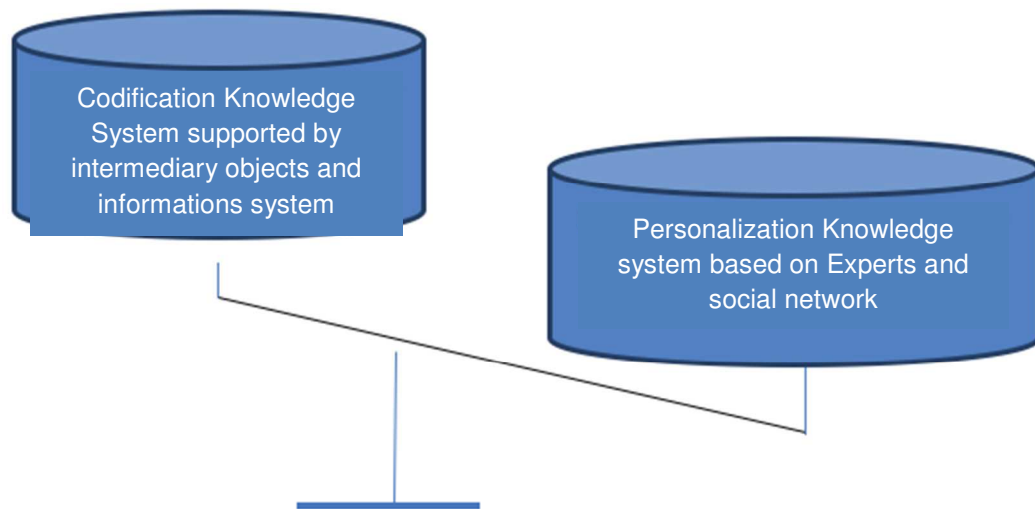 Codification Knowledge
System supported by
intermediary objects and
informations system
Personalization Knowledge
system based on Experts and
social network